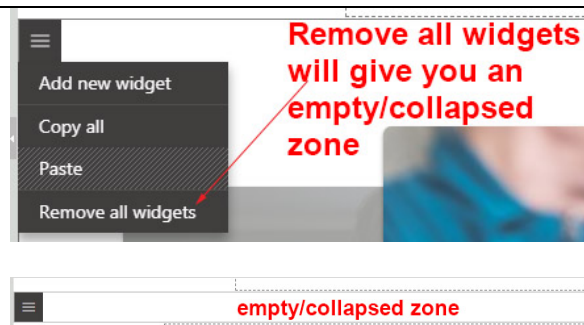 Remove all widgets
will give you an
empty/collapsed
zone
Add new widget
Copy all
Paste
Remove all widgets
empty/collapsed zone